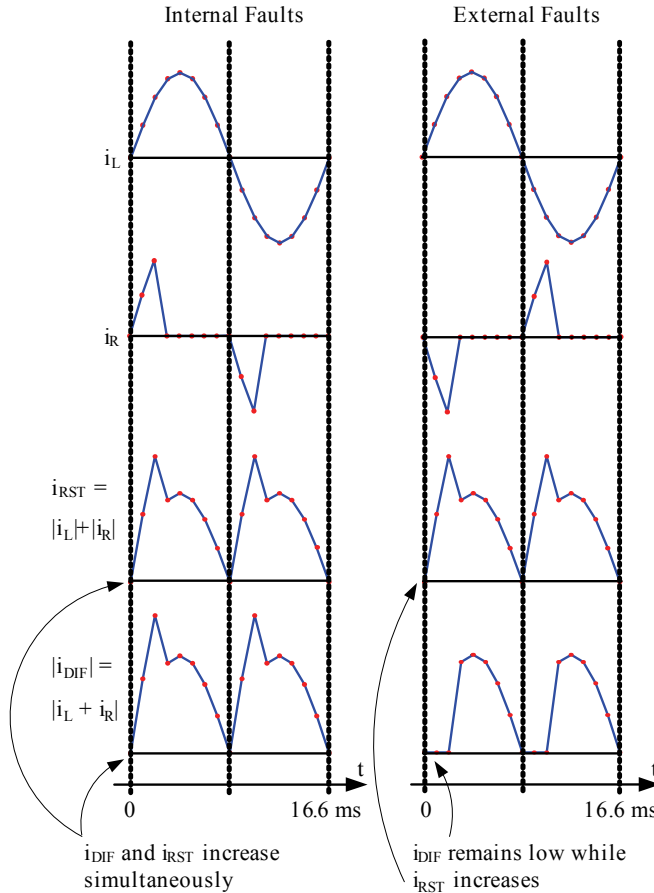 Internal Faults
External Faults
i_L
i_R
i_RST =
|i_L|+|i_R|
|i_DIF| =
|i_L + i_R|
t
0
16.6 ms
t
0
16.6 ms
i_DIF and i_RST increase
simultaneously
i_DIF remains low while
i_RST increases